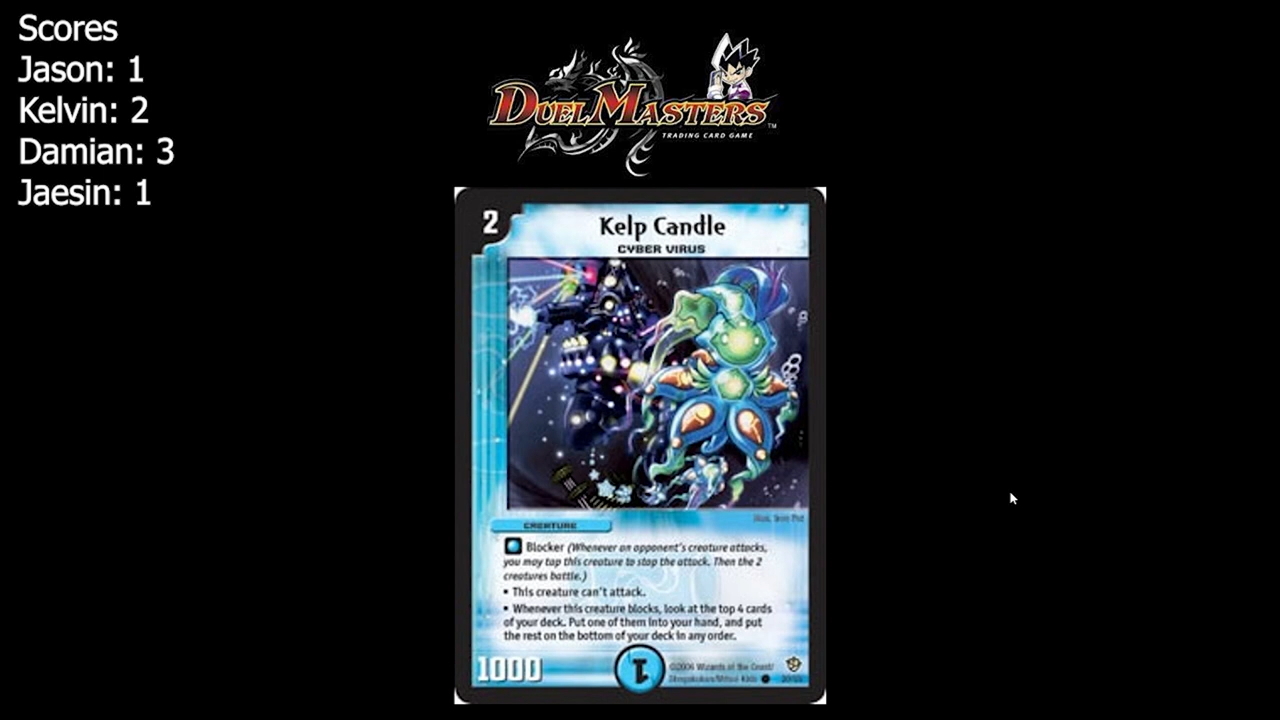 Scores
Jason: 1
Kelvin: 2
Damian: 3
Jaesin: 1
DUEL MASTERS™
TRADING CARD GAME
2
Kelp Candle
CYBER VIRUS
CREATURE
Blocker (Whenever an opponent's creature attacks,
you may tap this creature to stop the attack. Then the 2
creatures battle.)
▪ This creature can't attack.
▪ Whenever this creature blocks, look at the top 4 cards
of your deck. Put one of them into your hand, and put
the rest on the bottom of your deck in any order.
1000
1
©2004 Wizards of the Coast/